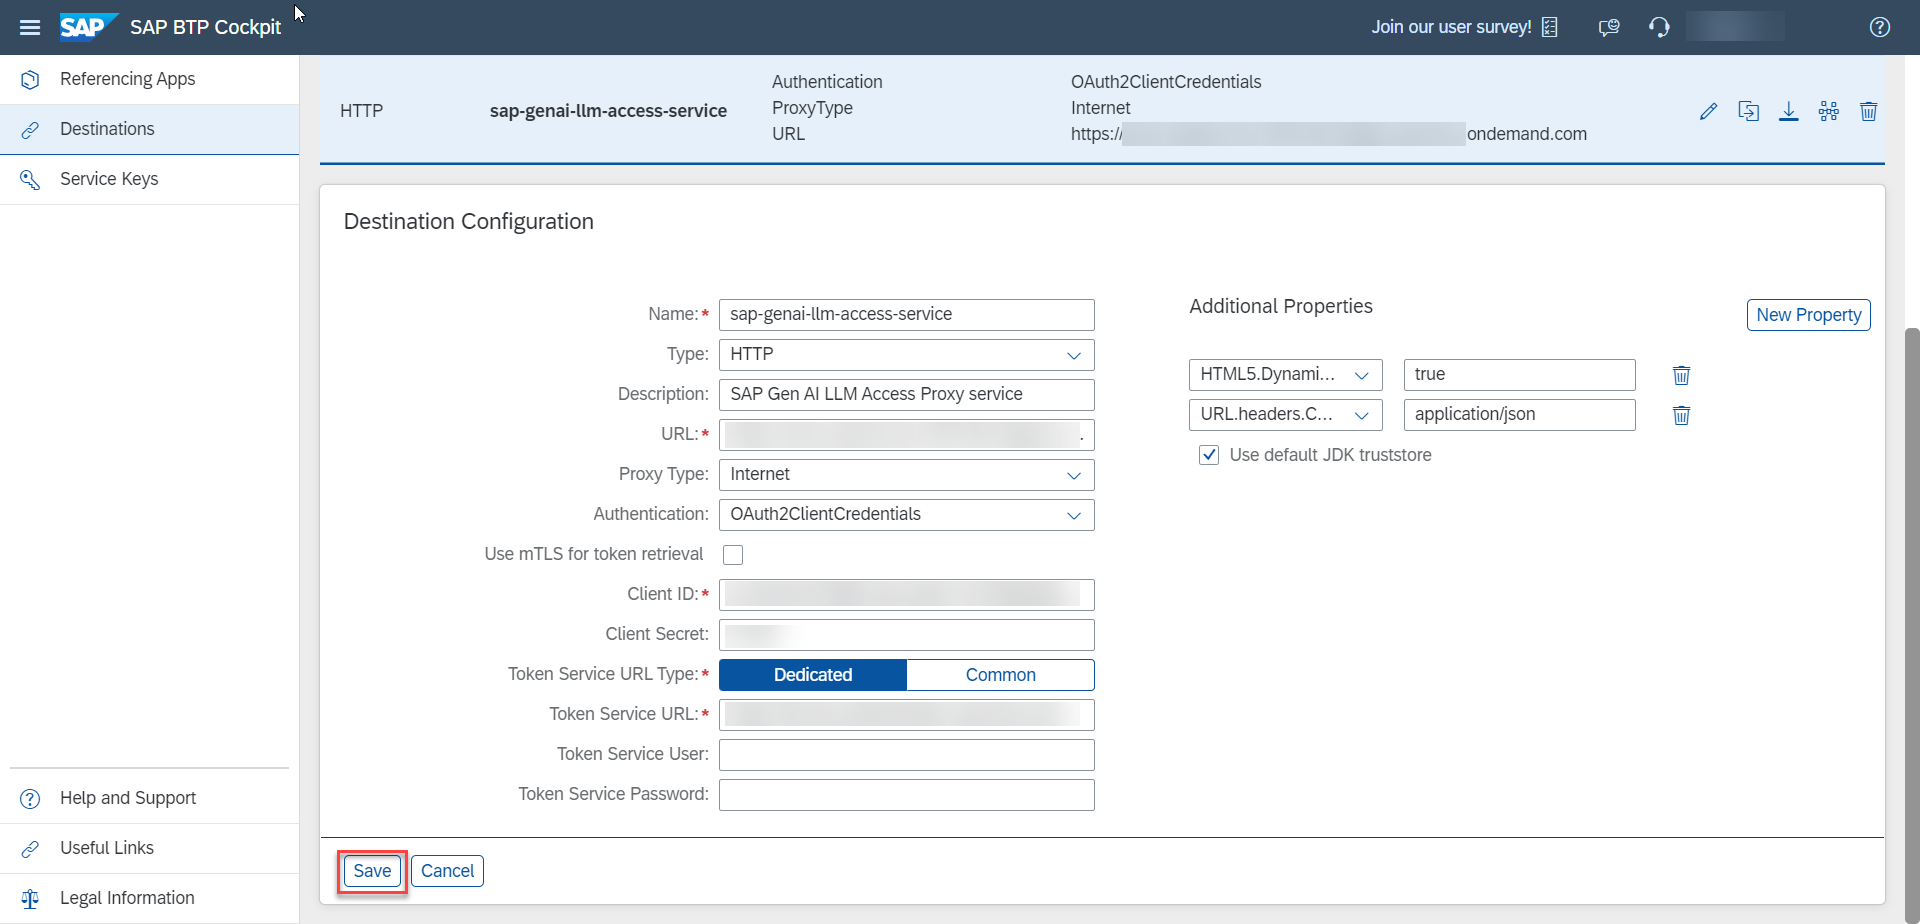 SAP SAP BTP Cockpit
Join our user survey!
Referencing Apps
Destinations
Service Keys
Help and Support
Useful Links
Legal Information
HTTP
sap-genai-llm-access-service
Authentication OAuth2ClientCredentials
ProxyType Internet
URL https:// ondemand.com
Destination Configuration
Name:* sap-genai-llm-access-service
Type: HTTP
Description: SAP Gen AI LLM Access Proxy service
URL:* .
Proxy Type: Internet
Authentication: OAuth2ClientCredentials
Use mTLS for token retrieval
Client ID:*
Client Secret:
Token Service URL Type:* Dedicated Common
Token Service URL:*
Token Service User:
Token Service Password:
Additional Properties
New Property
HTML5.Dynami... true
URL.headers.C... application/json
Use default JDK truststore
Save Cancel